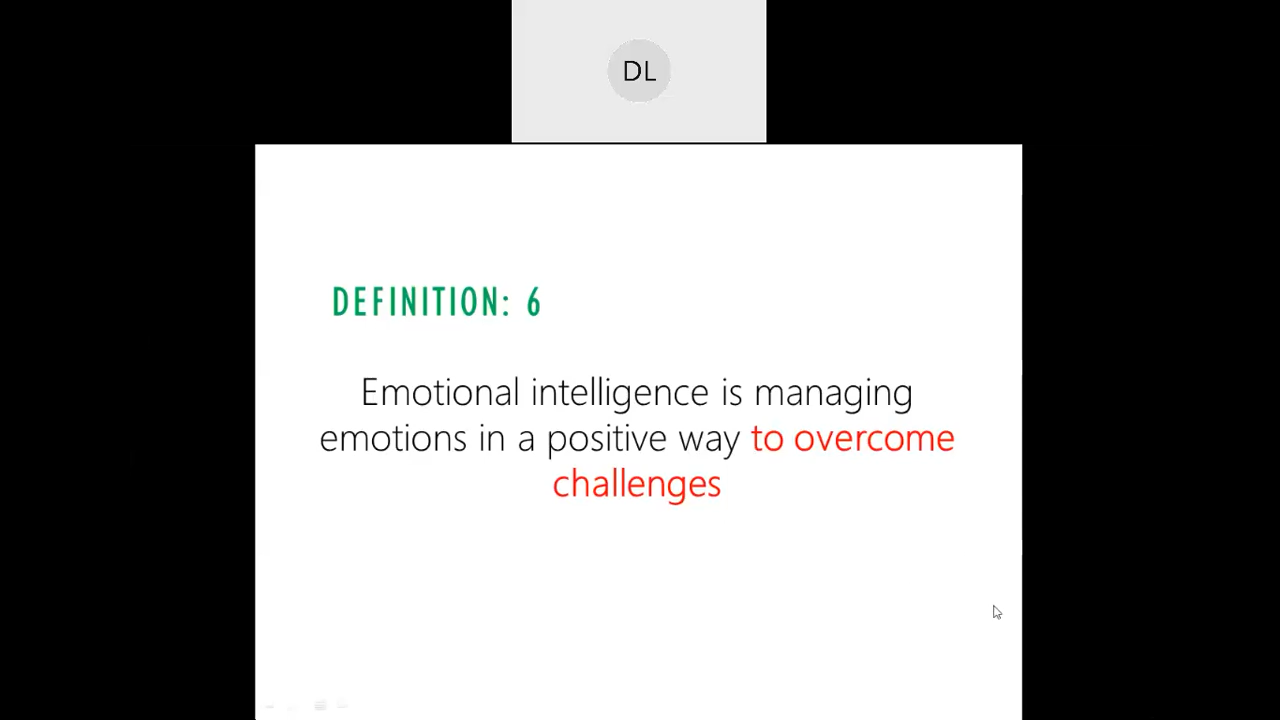 DL
DEFINITION: 6
Emotional intelligence is managing
emotions in a positive way to overcome
challenges